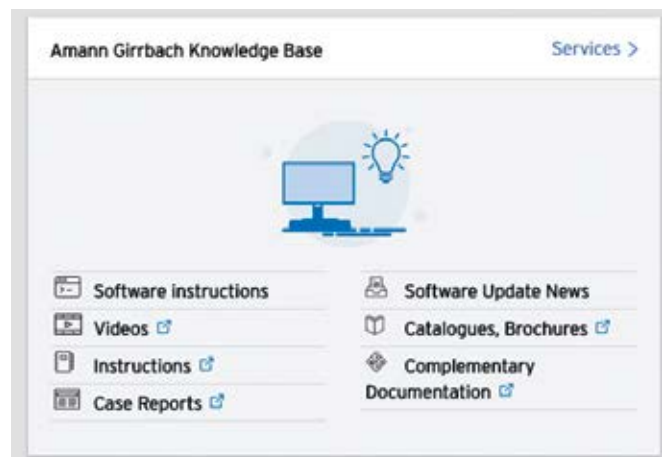 Amann Girrbach Knowledge Base
Services >
Software instructions
Videos
Instructions
Case Reports
Software Update News
Catalogues, Brochures
Complementary
Documentation